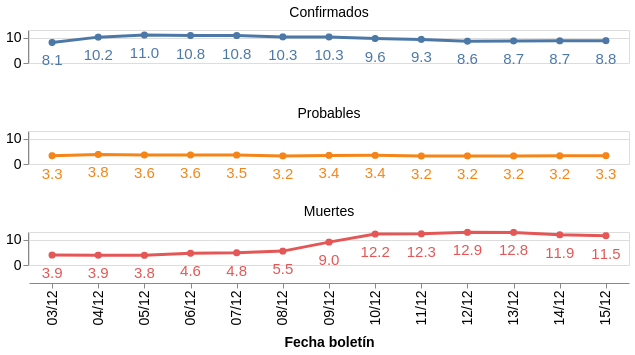 Confirmados
10
0
8.1 10.2 11.0 10.8 10.8 10.3 10.3 9.6 9.3 8.6 8.7 8.7 8.8
Probables
10
0
3.3 3.8 3.6 3.6 3.5 3.2 3.4 3.4 3.2 3.2 3.2 3.2 3.3
Muertes
10
0
3.9 3.9 3.8 4.6 4.8 5.5 9.0 12.2 12.3 12.9 12.8 11.9 11.5
03/12 04/12 05/12 06/12 07/12 08/12 09/12 10/12 11/12 12/12 13/12 14/12 15/12
Fecha boletín